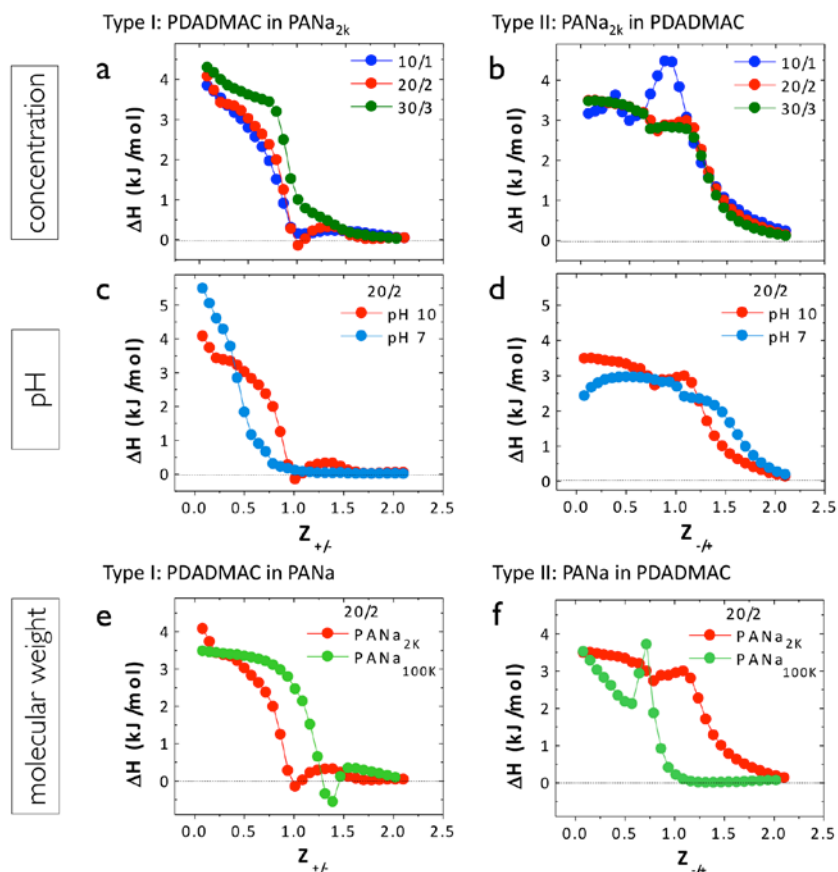 Type I: PDADMAC in PANa2k
Type II: PANa2k in PDADMAC
concentration
a
10/1
20/2
30/3
ΔH (kJ/mol)
4
3
2
1
0
b
10/1
20/2
30/3
ΔH (kJ/mol)
4
3
2
1
0
pH
c
20/2
pH 10
pH 7
ΔH (kJ/mol)
5
4
3
2
1
0
0.0 0.5 1.0 1.5 2.0 2.5
Z+/-
d
20/2
pH 10
pH 7
ΔH (kJ/mol)
5
4
3
2
1
0
0.0 0.5 1.0 1.5 2.0 2.5
Z-/+
Type I: PDADMAC in PANa
Type II: PANa in PDADMAC
molecular weight
e
20/2
PANa2K
PANa100K
ΔH (kJ/mol)
4
3
2
1
0
0.0 0.5 1.0 1.5 2.0 2.5
Z+/-
f
20/2
PANa2K
PANa100K
ΔH (kJ/mol)
4
3
2
1
0
0.0 0.5 1.0 1.5 2.0 2.5
Z-/+